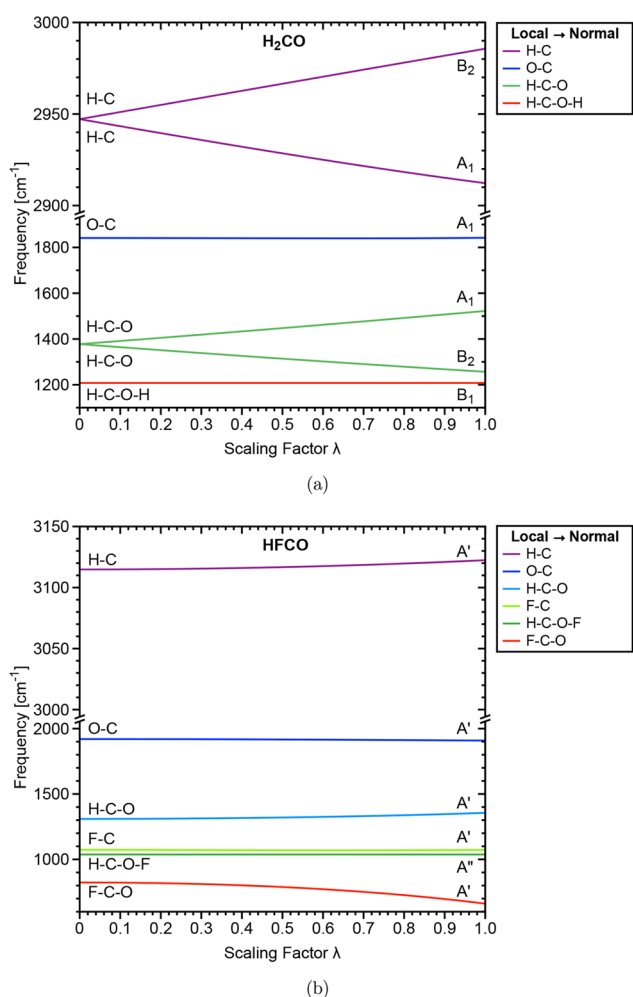 H₂CO
Local → Normal
H-C
O-C
H-C-O
H-C-O-H
3000
2950
2900
1800
1600
1400
1200
Frequency [cm⁻¹]
H-C
H-C
O-C
H-C-O
H-C-O
H-C-O-H
B₂
A₁
A₁
A₁
B₂
B₁
0 0.1 0.2 0.3 0.4 0.5 0.6 0.7 0.8 0.9 1.0
Scaling Factor λ
(a)
HFCO
Local → Normal
H-C
O-C
H-C-O
F-C
H-C-O-F
F-C-O
3150
3100
3050
3000
2000
1500
1000
Frequency [cm⁻¹]
H-C
O-C
H-C-O
F-C
H-C-O-F
F-C-O
A'
A'
A'
A'
A"
A'
0 0.1 0.2 0.3 0.4 0.5 0.6 0.7 0.8 0.9 1.0
Scaling Factor λ
(b)